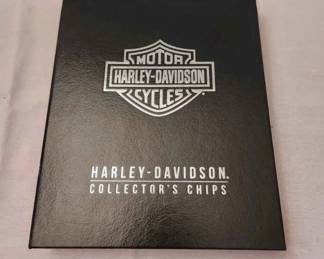 MOTOR
HARLEY-DAVIDSON
CYCLES
HARLEY-DAVIDSON.
COLLECTOR'S CHIPS